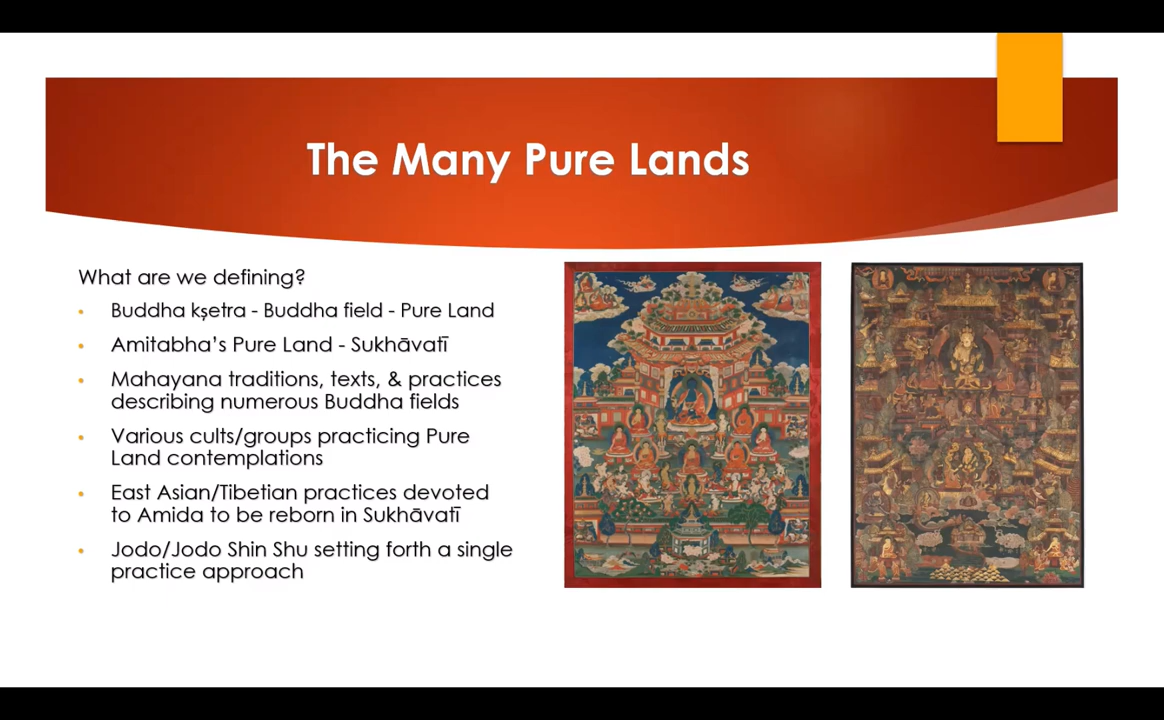 The Many Pure Lands
What are we defining?
• Buddha kṣetra - Buddha field - Pure Land
• Amitabha's Pure Land - Sukhāvatī
• Mahayana traditions, texts, & practices
describing numerous Buddha fields
• Various cults/groups practicing Pure
Land contemplations
• East Asian/Tibetan practices devoted
to Amida to be reborn in Sukhāvatī
• Jodo/Jodo Shin Shu setting forth a single
practice approach